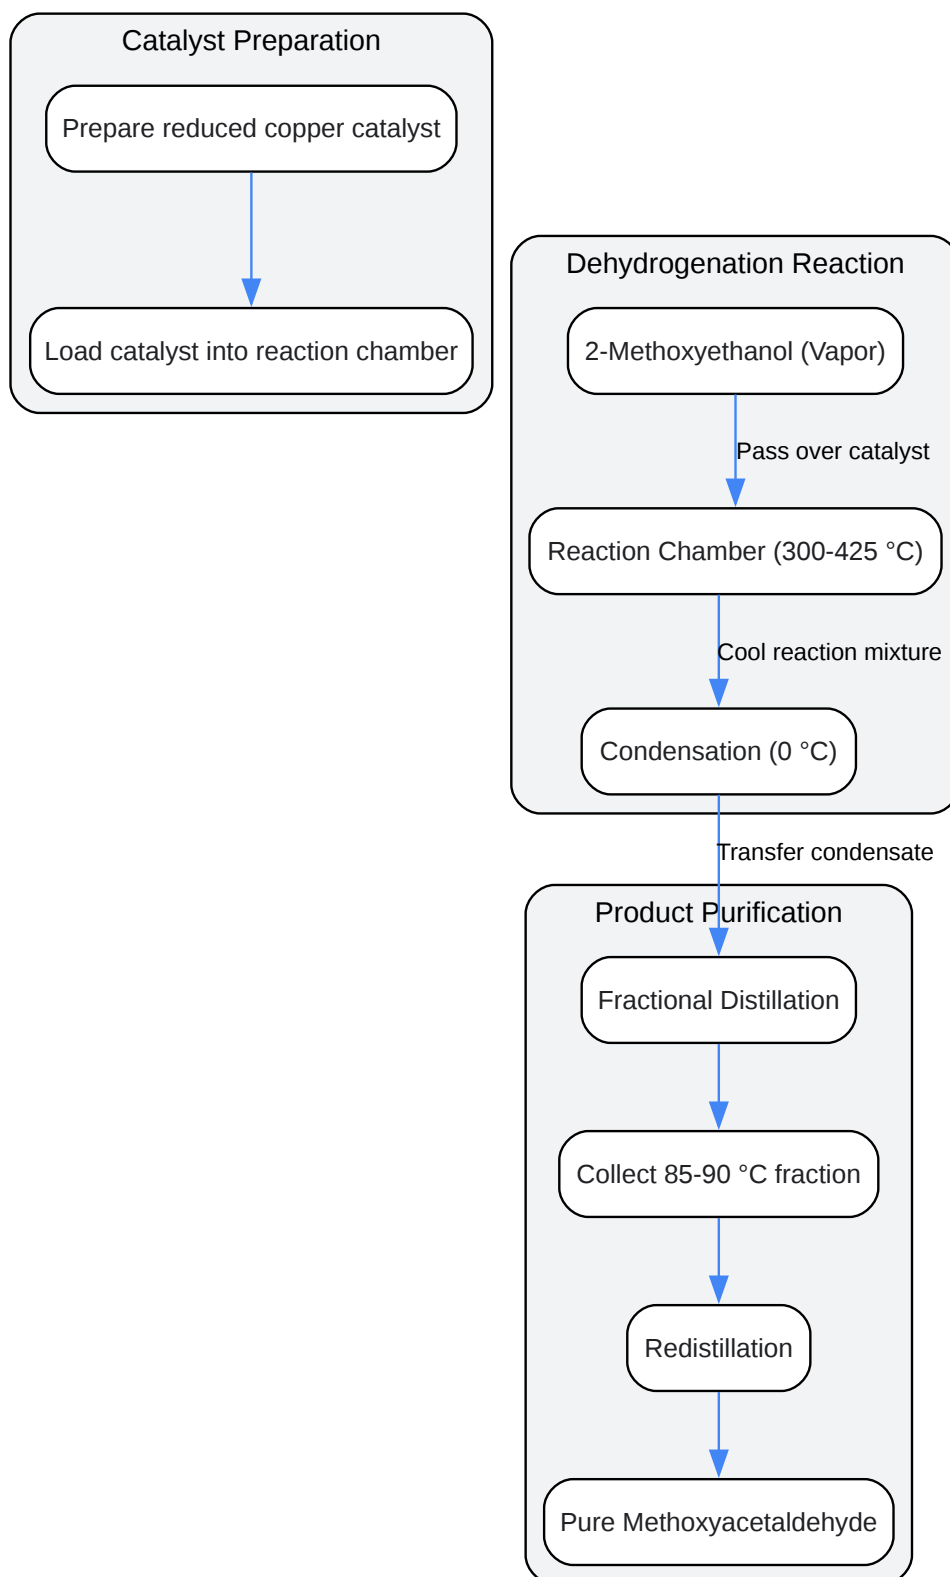 Catalyst Preparation
Prepare reduced copper catalyst
Load catalyst into reaction chamber
Dehydrogenation Reaction
2-Methoxyethanol (Vapor)
Pass over catalyst
Reaction Chamber (300-425 °C)
Cool reaction mixture
Condensation (0 °C)
Transfer condensate
Product Purification
Fractional Distillation
Collect 85-90 °C fraction
Redistillation
Pure Methoxyacetaldehyde